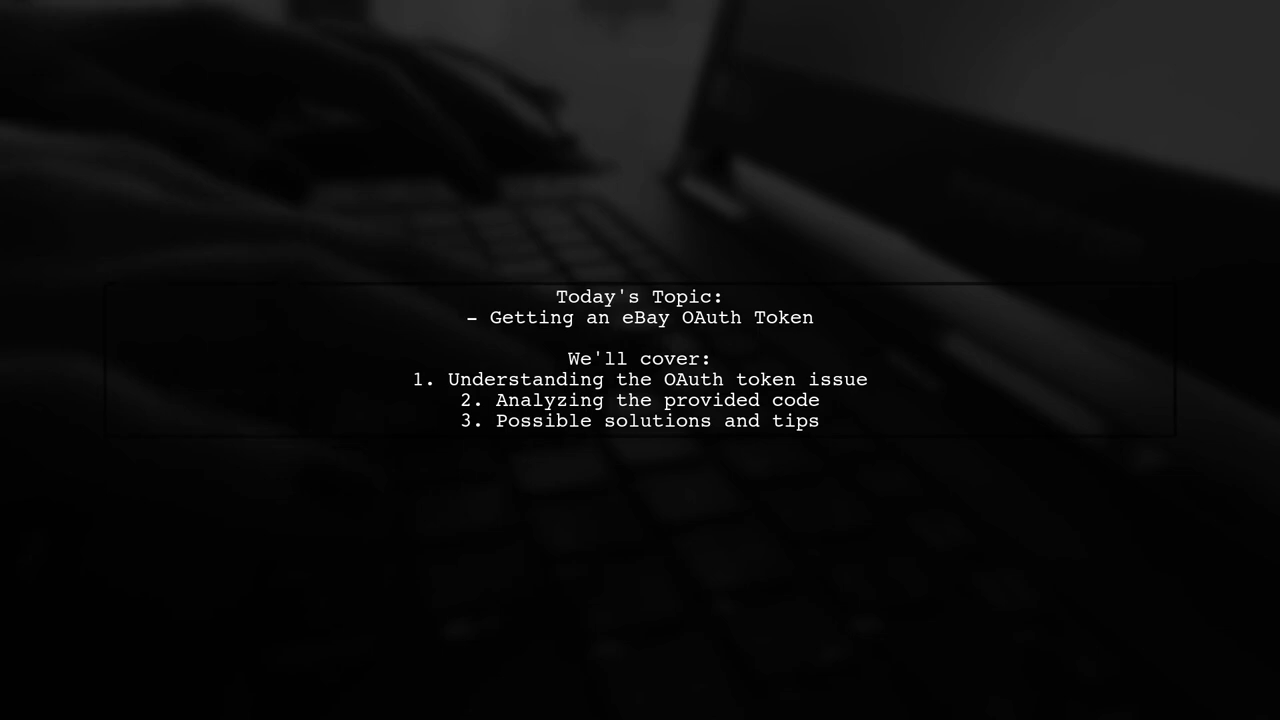 Today's Topic:
- Getting an eBay OAuth Token
We'll cover:
1. Understanding the OAuth token issue
2. Analyzing the provided code
3. Possible solutions and tips